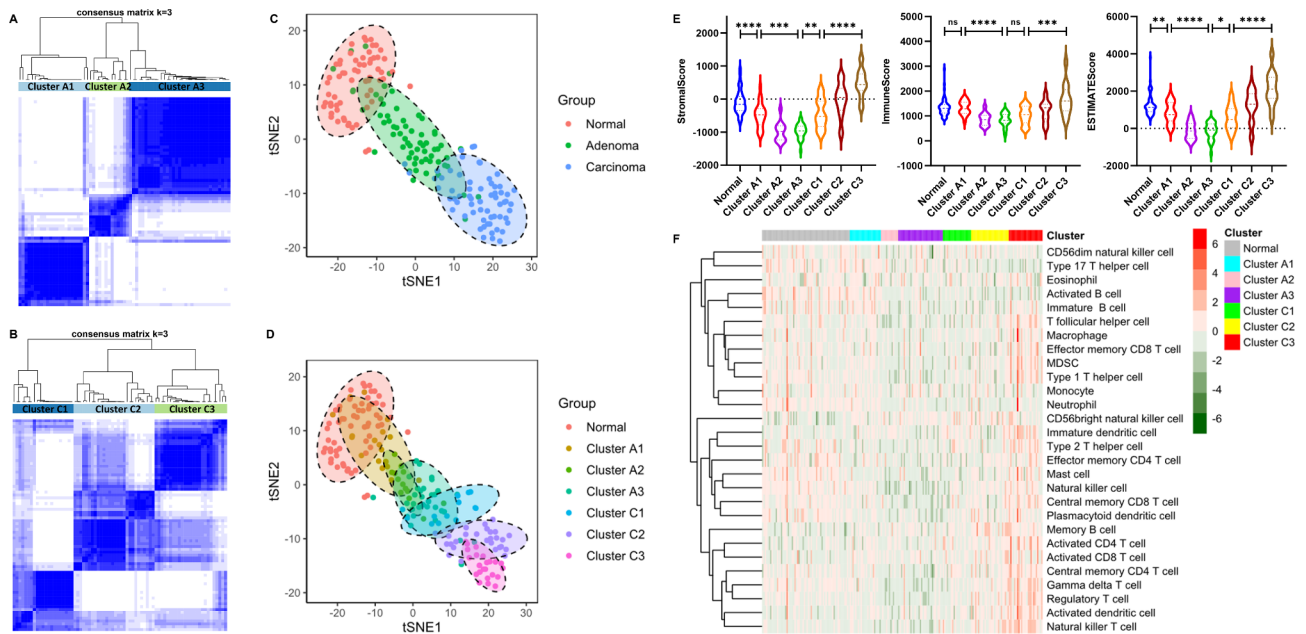 A
consensus matrix k=3
Cluster A1
Cluster A2
Cluster A3
B
consensus matrix k=3
Cluster C1
Cluster C2
Cluster C3
C
20
10
0
-10
-20
tSNE2
-20
-10
0
10
20
30
tSNE1
Group
Normal
Adenoma
Carcinoma
D
20
10
0
-10
-20
tSNE2
-20
-10
0
10
20
30
tSNE1
Group
Normal
Cluster A1
Cluster A2
Cluster A3
Cluster C1
Cluster C2
Cluster C3
E
**** *** ** ****
StromalScore
2000
1000
0
-1000
-2000
Normal
Cluster A1
Cluster A2
Cluster A3
Cluster C1
Cluster C2
Cluster C3
ns **** ns ***
ImmuneScore
5000
4000
3000
2000
1000
0
-1000
Normal
Cluster A1
Cluster A2
Cluster A3
Cluster C1
Cluster C2
Cluster C3
** **** * ****
ESTIMATEScore
6000
4000
2000
0
-2000
Normal
Cluster A1
Cluster A2
Cluster A3
Cluster C1
Cluster C2
Cluster C3
F
Cluster
CD56dim natural killer cell
Type 17 T helper cell
Eosinophil
Activated B cell
Immature B cell
T follicular helper cell
Macrophage
Effector memory CD8 T cell
MDSC
Type 1 T helper cell
Monocyte
Neutrophil
CD56bright natural killer cell
Immature dendritic cell
Type 2 T helper cell
Effector memory CD4 T cell
Mast cell
Natural killer cell
Central memory CD8 T cell
Plasmacytoid dendritic cell
Memory B cell
Activated CD4 T cell
Activated CD8 T cell
Central memory CD4 T cell
Gamma delta T cell
Regulatory T cell
Activated dendritic cell
Natural killer T cell
6
4
2
0
-2
-4
-6
Cluster
Normal
Cluster A1
Cluster A2
Cluster A3
Cluster C1
Cluster C2
Cluster C3